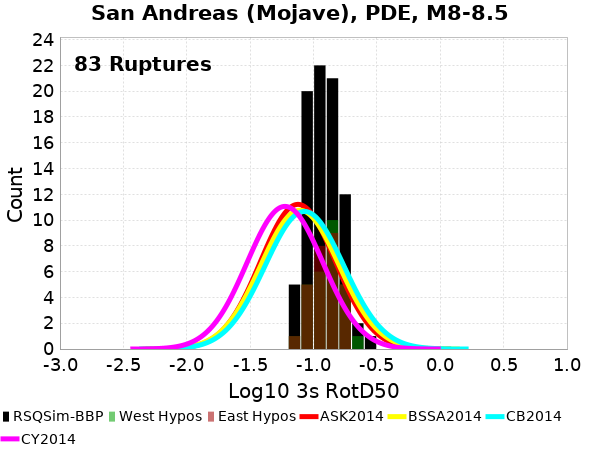 San Andreas (Mojave), PDE, M8-8.5
83 Ruptures
Count
24
22
20
18
16
14
12
10
8
6
4
2
0
-3.0 -2.5 -2.0 -1.5 -1.0 -0.5 0.0 0.5 1.0
Log10 3s RotD50
RSQSim-BBP West Hypos East Hypos ASK2014 BSSA2014 CB2014
CY2014